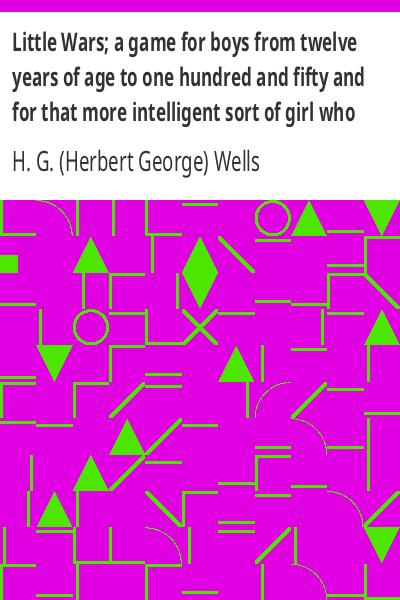 Little Wars; a game for boys from twelve
years of age to one hundred and fifty and
for that more intelligent sort of girl who
H. G. (Herbert George) Wells